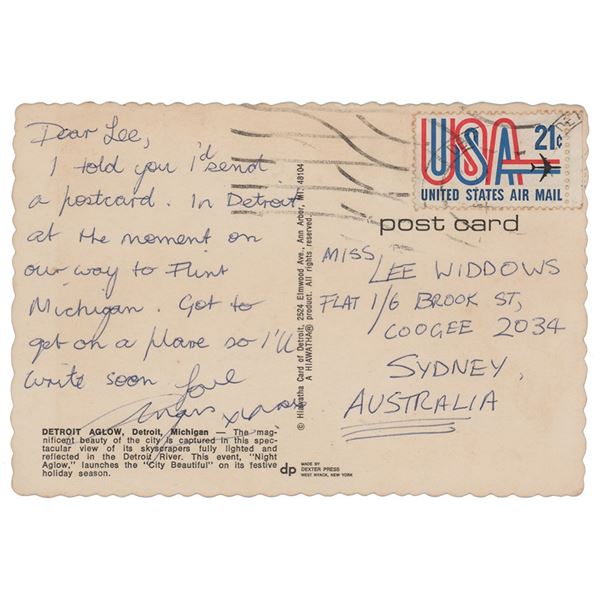 Dear Lee,
I told you I'd send
a postcard. In Detroit
at the moment on
our way to Flint
Michigan. Got to
get on a plane so I'll
write soon love
Angus xxx
DETROIT AGLOW, Detroit, Michigan — The mag-
nificent beauty of the city is captured in this spec-
tacular view of its skyscrapers fully lighted and
reflected in the Detroit River. This event, "Night
Aglow," launches the "City Beautiful" on its festive
holiday season.
© Hiawatha Card of Detroit, 2524 Elmwood Ave., Ann Arbor, MI. 48104
A HIAWATHA® product. All rights reserved.
dp
MADE BY
DEXTER PRESS
WEST NYACK, NEW YORK
USA 21c
UNITED STATES AIR MAIL
post card
MISS LEE WIDDOWS
FLAT 1/6 BROOK ST,
COOGEE 2034
SYDNEY,
AUSTRALIA